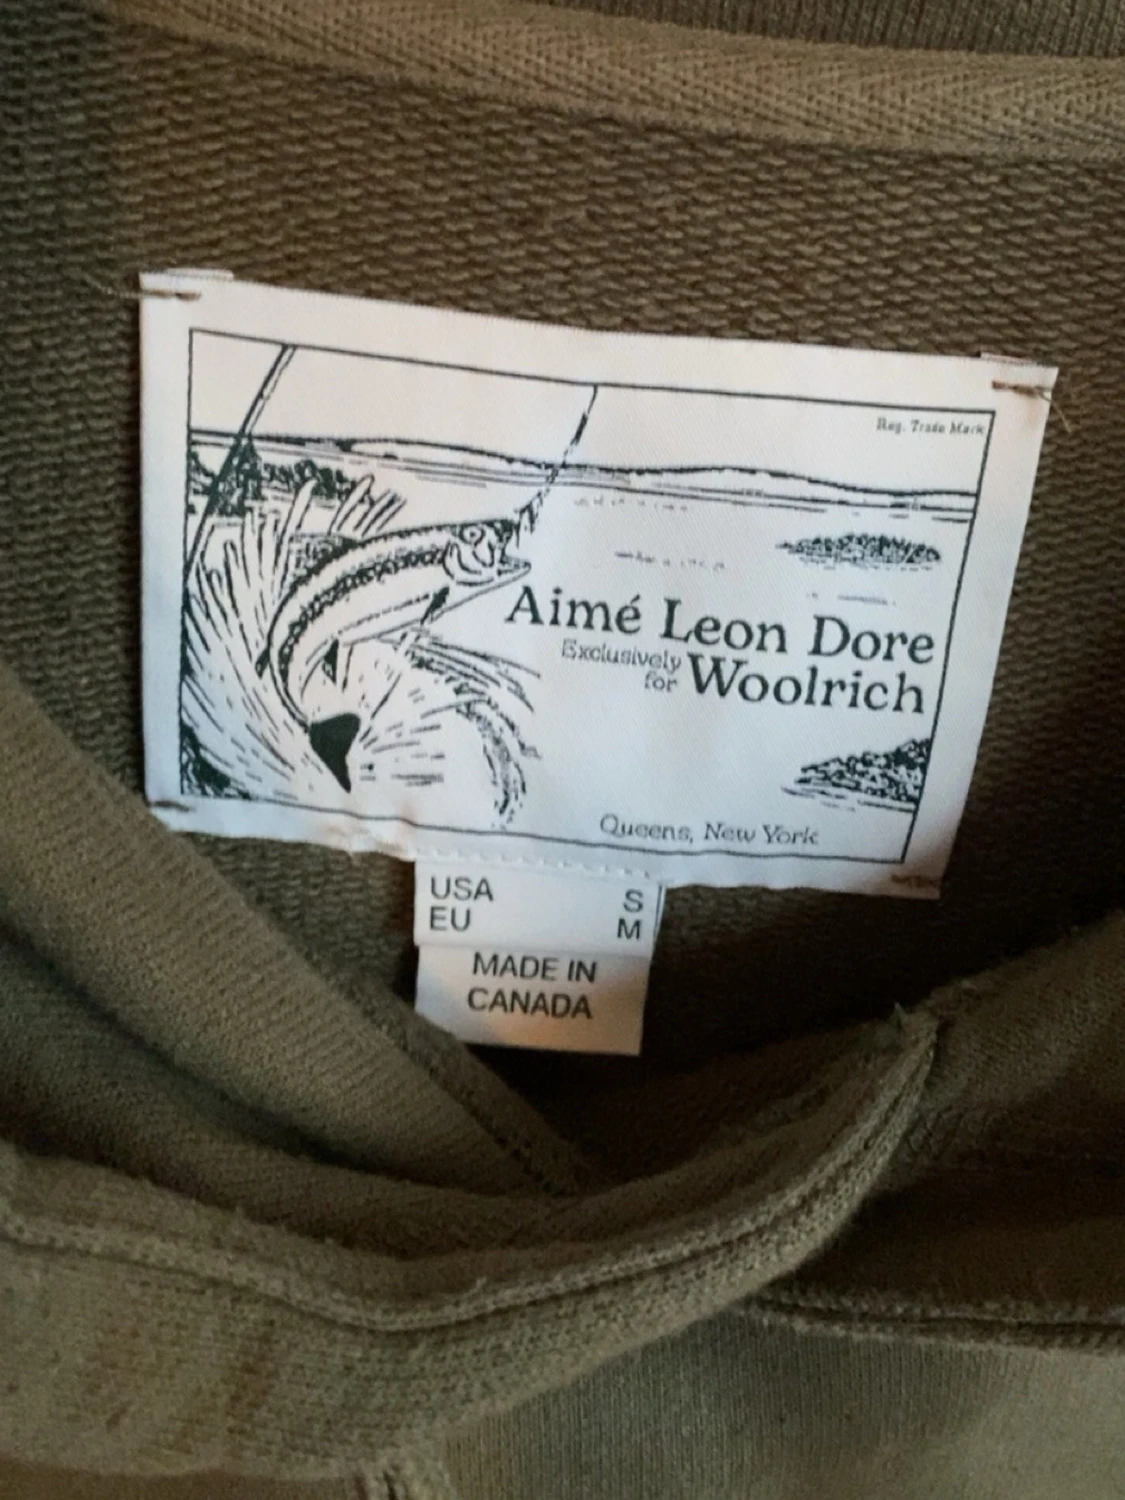 Reg. Trade Mark
Aimé Leon Dore
Exclusively
for Woolrich
Queens, New York
USA S
EU M
MADE IN
CANADA